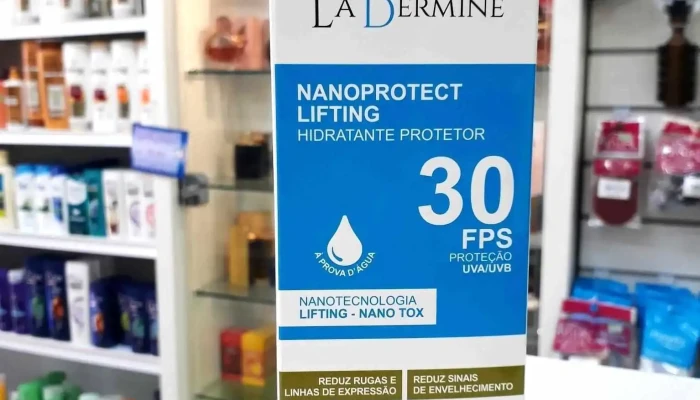 LA DERMINE
NANOPROTECT
LIFTING
HIDRATANTE PROTETOR
30
FPS
PROTEÇÃO
UVA/UVB
A PROVA D'ÁGUA
NANOTECNOLOGIA
LIFTING - NANO TOX
REDUZ RUGAS E
LINHAS DE EXPRESSÃO
REDUZ SINAIS
DE ENVELHECIMENTO